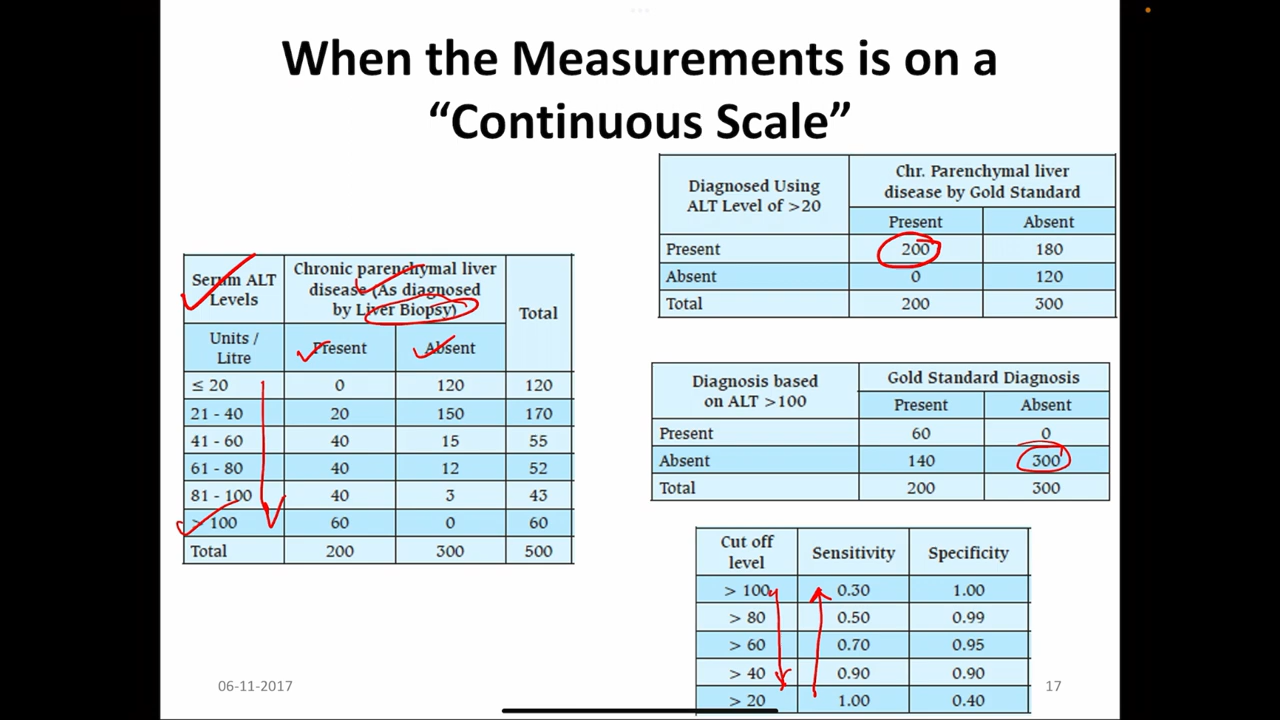 When the Measurements is on a
“Continuous Scale”
Diagnosed Using
ALT Level of >20
Chr. Parenchymal liver
disease by Gold Standard
Present Absent
Present 200 180
Absent 0 120
Total 200 300
Serum ALT
Levels
Chronic parenchymal liver
disease (As diagnosed
by Liver Biopsy)
Total
Units /
Litre
Present Absent
≤ 20 0 120 120
21 - 40 20 150 170
41 - 60 40 15 55
61 - 80 40 12 52
81 - 100 40 3 43
> 100 60 0 60
Total 200 300 500
Diagnosis based
on ALT >100
Gold Standard Diagnosis
Present Absent
Present 60 0
Absent 140 300
Total 200 300
Cut off
level
Sensitivity Specificity
> 100 0.30 1.00
> 80 0.50 0.99
> 60 0.70 0.95
> 40 0.90 0.90
> 20 1.00 0.40
06-11-2017
17